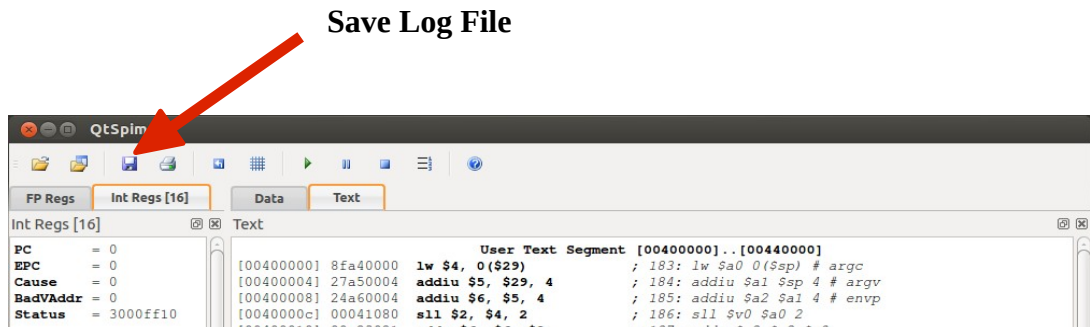 Save Log File
QtSpim
FP Regs Int Regs [16] Data Text
Int Regs [16] Text
PC = 0 User Text Segment [00400000]..[00440000]
EPC = 0 [00400000] 8fa40000 lw $4, 0($29) ; 183: lw $a0 0($sp) # argc
Cause = 0 [00400004] 27a50004 addiu $5, $29, 4 ; 184: addiu $a1 $sp 4 # argv
BadVAddr = 0 [00400008] 24a60004 addiu $6, $5, 4 ; 185: addiu $a2 $a1 4 # envp
Status = 3000ff10 [0040000c] 00041080 sll $2, $4, 2 ; 186: sll $v0 $a0 2